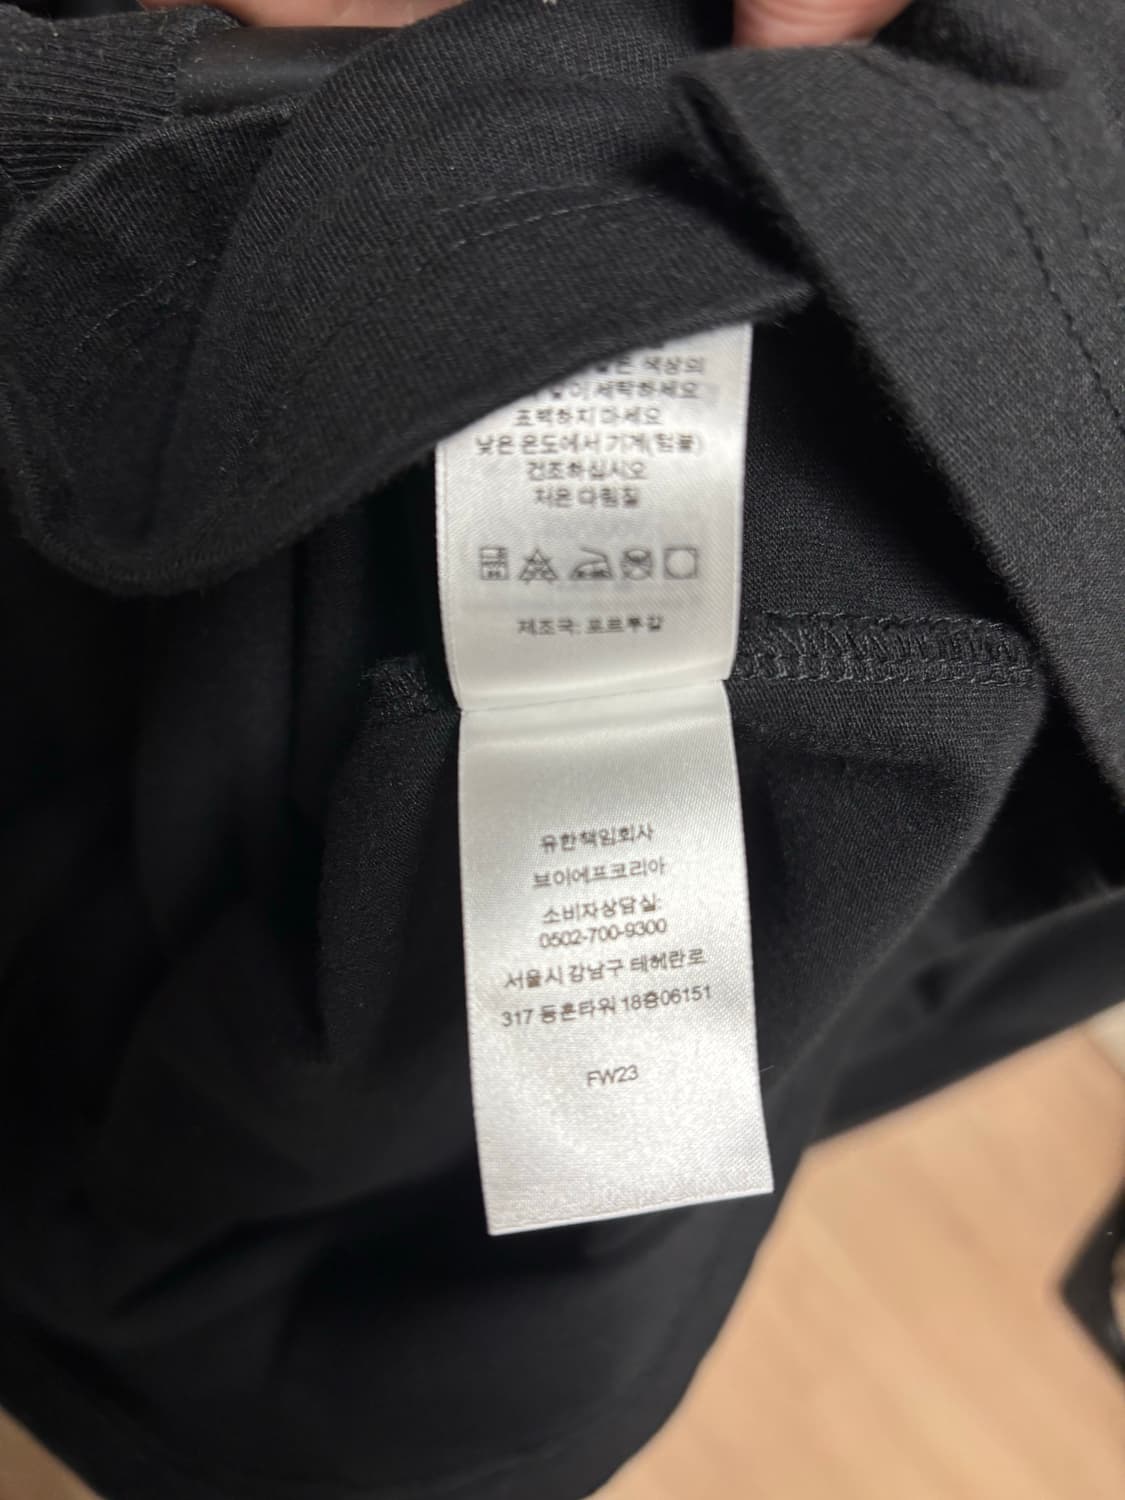 색상의
같이 세탁하세요
표백하지 마세요
낮은 온도에서 기계(텀블)
건조하십시오
저온 다림질
제조국: 포르투갈
유한책임회사
브이에프코리아
소비자상담실:
0502-700-9300
서울시 강남구 테헤란로
317 동훈타워 18층06151
FW23